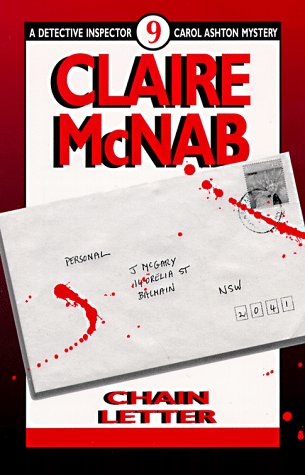 A DETECTIVE INSPECTOR 9 CAROL ASHTON MYSTERY
CLAIRE
McNAB
PERSONAL
J McGARY
14 ORELIA ST
BALMAIN
NSW
2041
CHAIN
LETTER